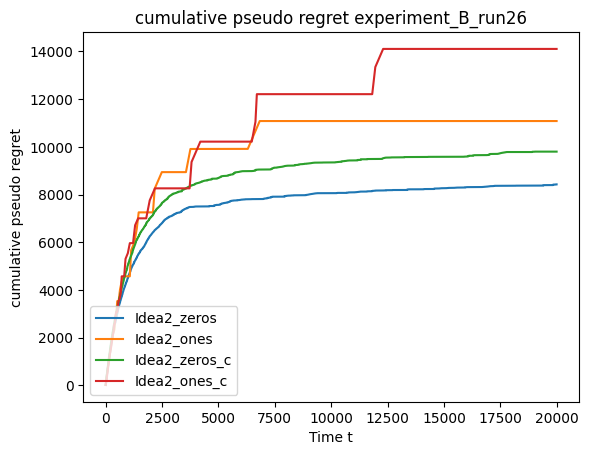 cumulative pseudo regret experiment_B_run26
cumulative pseudo regret
14000
12000
10000
8000
6000
4000
2000
0
Idea2_zeros
Idea2_ones
Idea2_zeros_c
Idea2_ones_c
0 2500 5000 7500 10000 12500 15000 17500 20000
Time t